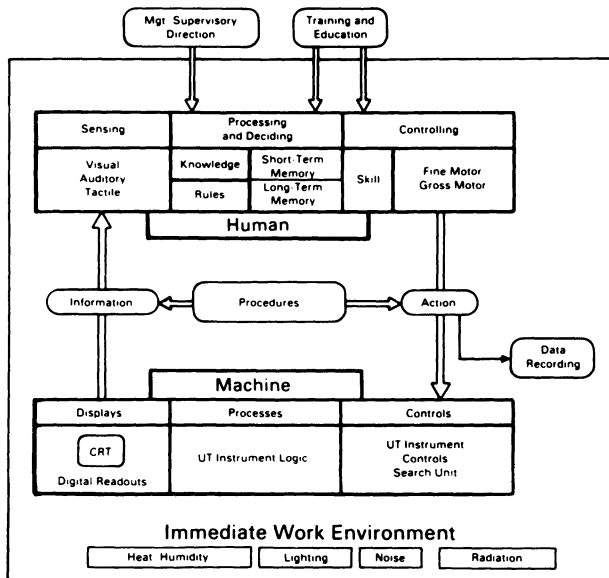 Mgt Supervisory
Direction
Training and
Education
Sensing
Processing
and Deciding
Controlling
Visual
Auditory
Tactile
Knowledge
Rules
Short-Term
Memory
Long-Term
Memory
Skill
Fine Motor
Gross Motor
Human
Information
Procedures
Action
Data
Recording
Machine
Displays
Processes
Controls
CRT
Digital Readouts
UT Instrument Logic
UT Instrument
Controls
Search Unit
Immediate Work Environment
Heat Humidity
Lighting
Noise
Radiation